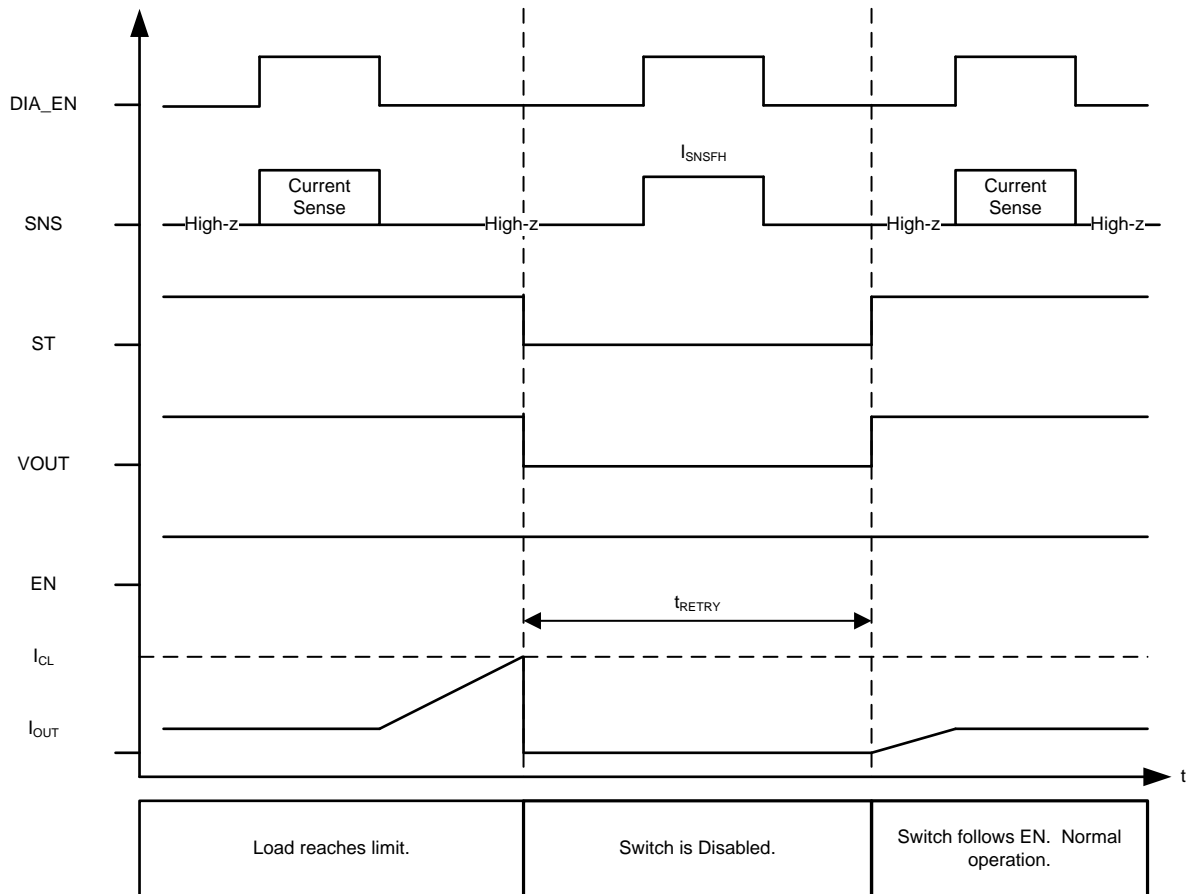 DIA_EN
I_SNSFH
SNS
High-z
Current
Sense
High-z
High-z
Current
Sense
High-z
ST
VOUT
EN
t_RETRY
I_CL
I_OUT
t
Load reaches limit.
Switch is Disabled.
Switch follows EN. Normal
operation.